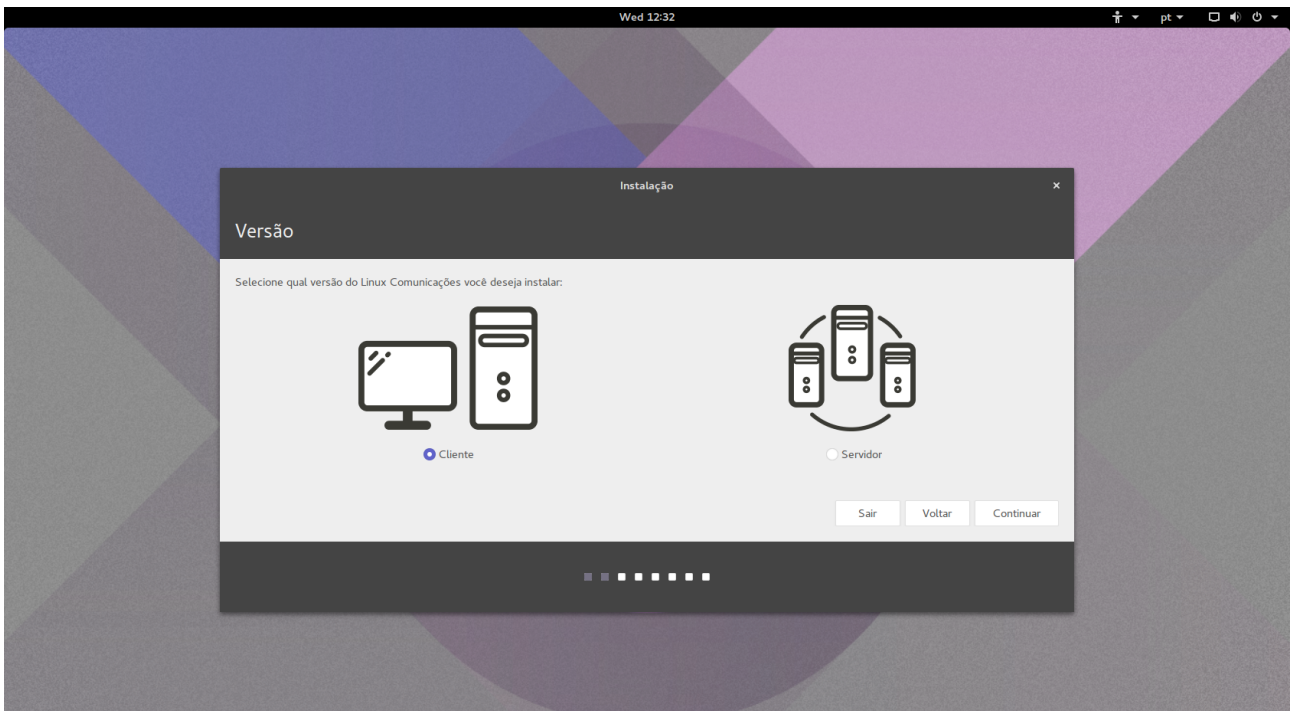 Wed 12:32
pt
Instalação
Versão
Selecione qual versão do Linux Comunicações você deseja instalar:
Cliente
Servidor
Sair
Voltar
Continuar